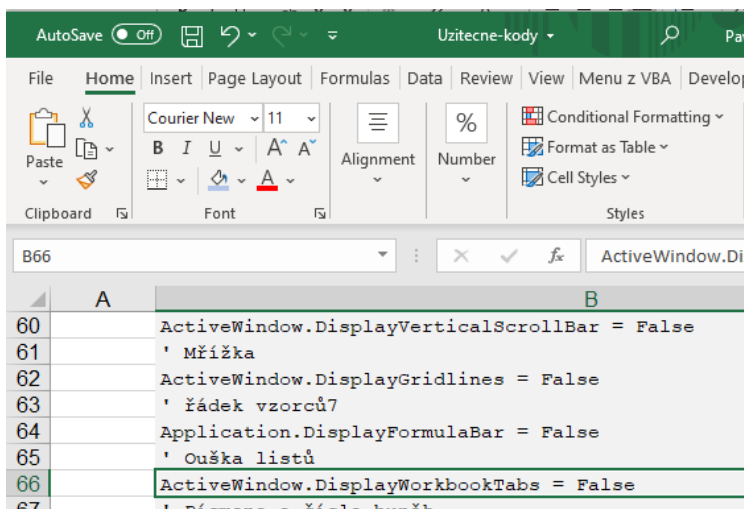 AutoSave Off Uzitecne-kody
File Home Insert Page Layout Formulas Data Review View Menu z VBA
Courier New 11
Conditional Formatting
B I U A A
Paste
Alignment
Number
%
Format as Table
A
Cell Styles
Clipboard Font Styles
B66 fx ActiveWindow.Di
A B
60 ActiveWindow.DisplayVerticalScrollBar = False
61 ' Mřížka
62 ActiveWindow.DisplayGridlines = False
63 ' řádek vzorců7
64 Application.DisplayFormulaBar = False
65 ' Ouška listů
66 ActiveWindow.DisplayWorkbookTabs = False
67